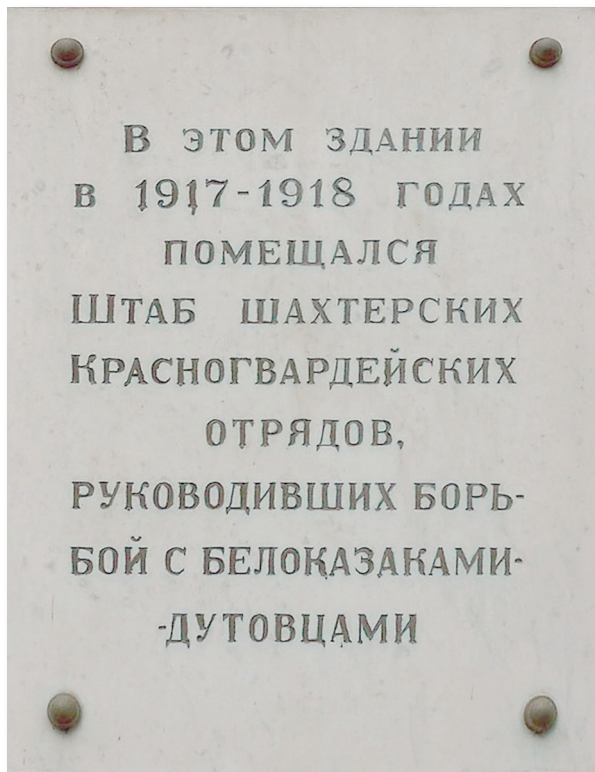 В ЭТОМ ЗДАНИИ
В 1917-1918 ГОДАХ
ПОМЕЩАЛСЯ
ШТАБ ШАХТЕРСКИХ
КРАСНОГВАРДЕЙСКИХ
ОТРЯДОВ,
РУКОВОДИВШИХ БОРЬ-
БОЙ С БЕЛОКАЗАКАМИ-
-ДУТОВЦАМИ